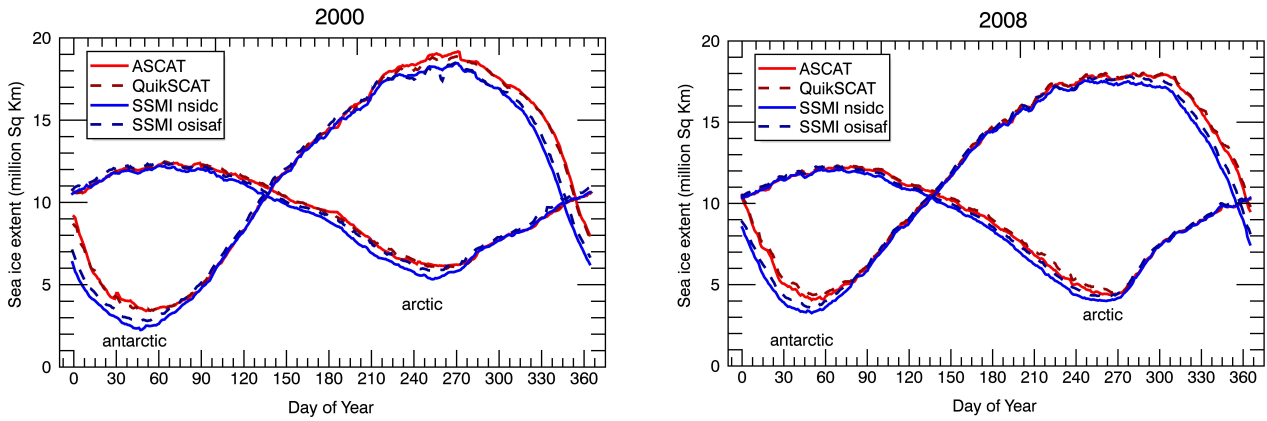 2000
20
15
10
5
0
Sea ice extent (million Sq Km)
ASCAT
QuikSCAT
SSMI nsidc
SSMI osisaf
arctic
antarctic
0 30 60 90 120 150 180 210 240 270 300 330 360
Day of Year
2008
20
15
10
5
0
Sea ice extent (million Sq Km)
ASCAT
QuikSCAT
SSMI nsidc
SSMI osisaf
arctic
antarctic
0 30 60 90 120 150 180 210 240 270 300 330 360
Day of Year